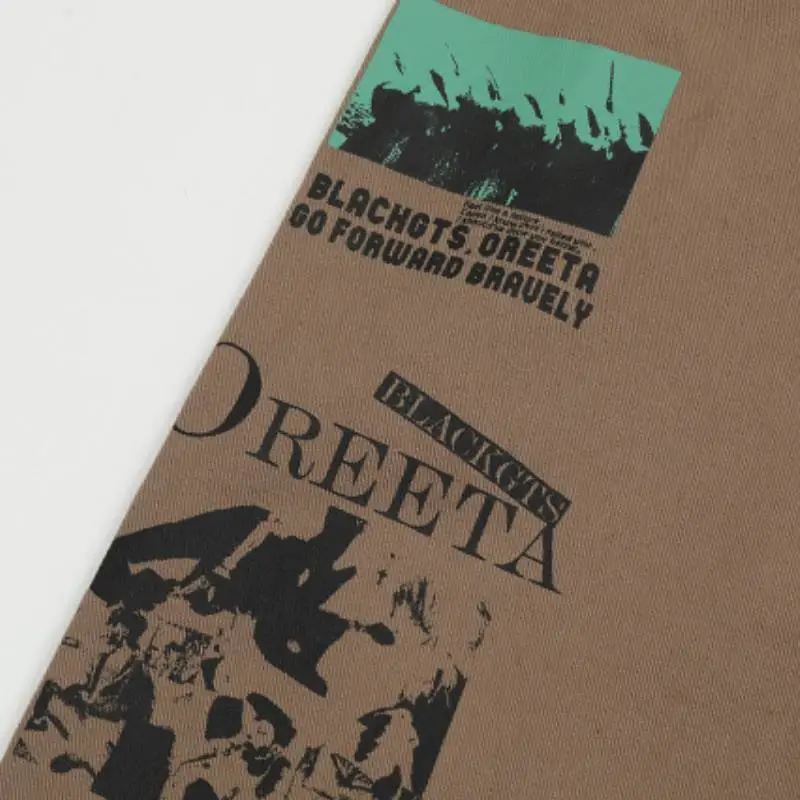 BLACHGTS, OREETA
GO FORWARD BRAVELY
BLACKGTS
OREETA